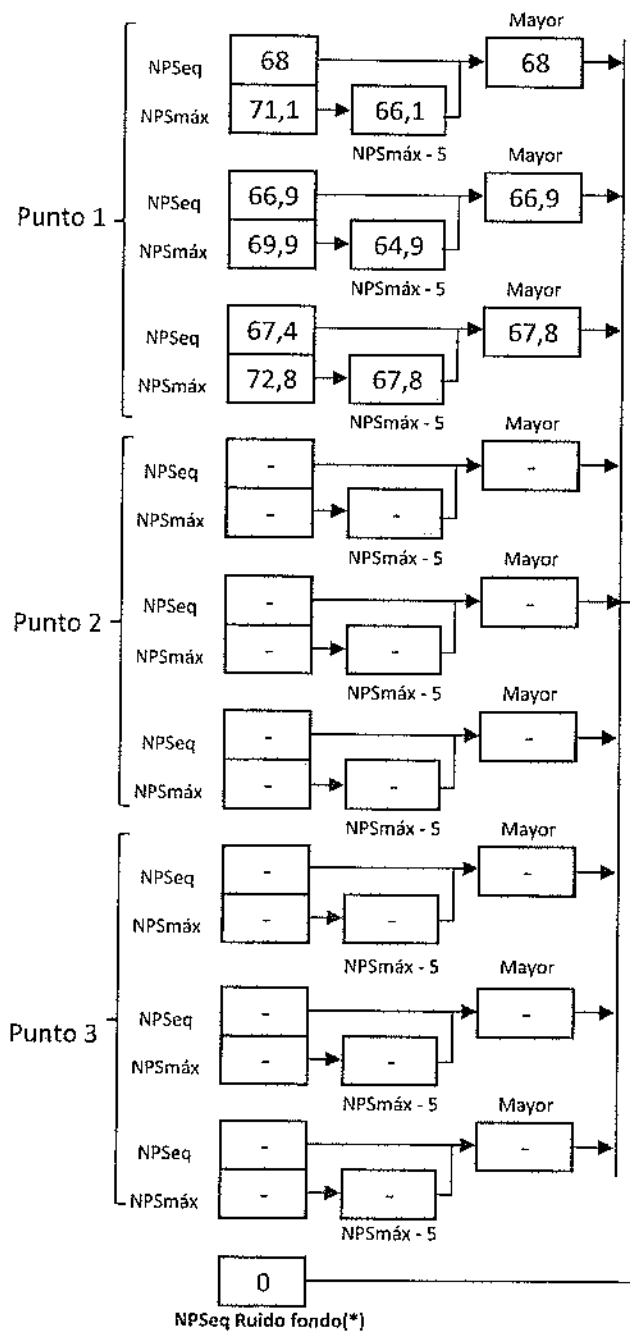 Mayor
NPSeq 68 68
NPSmáx 71,1 66,1
NPSmáx - 5
Mayor
NPSeq 66,9 66,9
Punto 1
NPSmáx 69,9 64,9
NPSmáx - 5
Mayor
NPSeq 67,4 67,8
NPSmáx 72,8 67,8
NPSmáx - 5
Mayor
NPSeq - -
NPSmáx - -
NPSmáx - 5
Mayor
NPSeq - -
Punto 2
NPSmáx - -
NPSmáx - 5
Mayor
NPSeq - -
NPSmáx - -
NPSmáx - 5
Mayor
NPSeq - -
NPSmáx - -
NPSmáx - 5
Mayor
NPSeq - -
Punto 3
NPSmáx - -
NPSmáx - 5
Mayor
NPSeq - -
NPSmáx - -
NPSmáx - 5
0
NPSeq Ruido fondo(*)